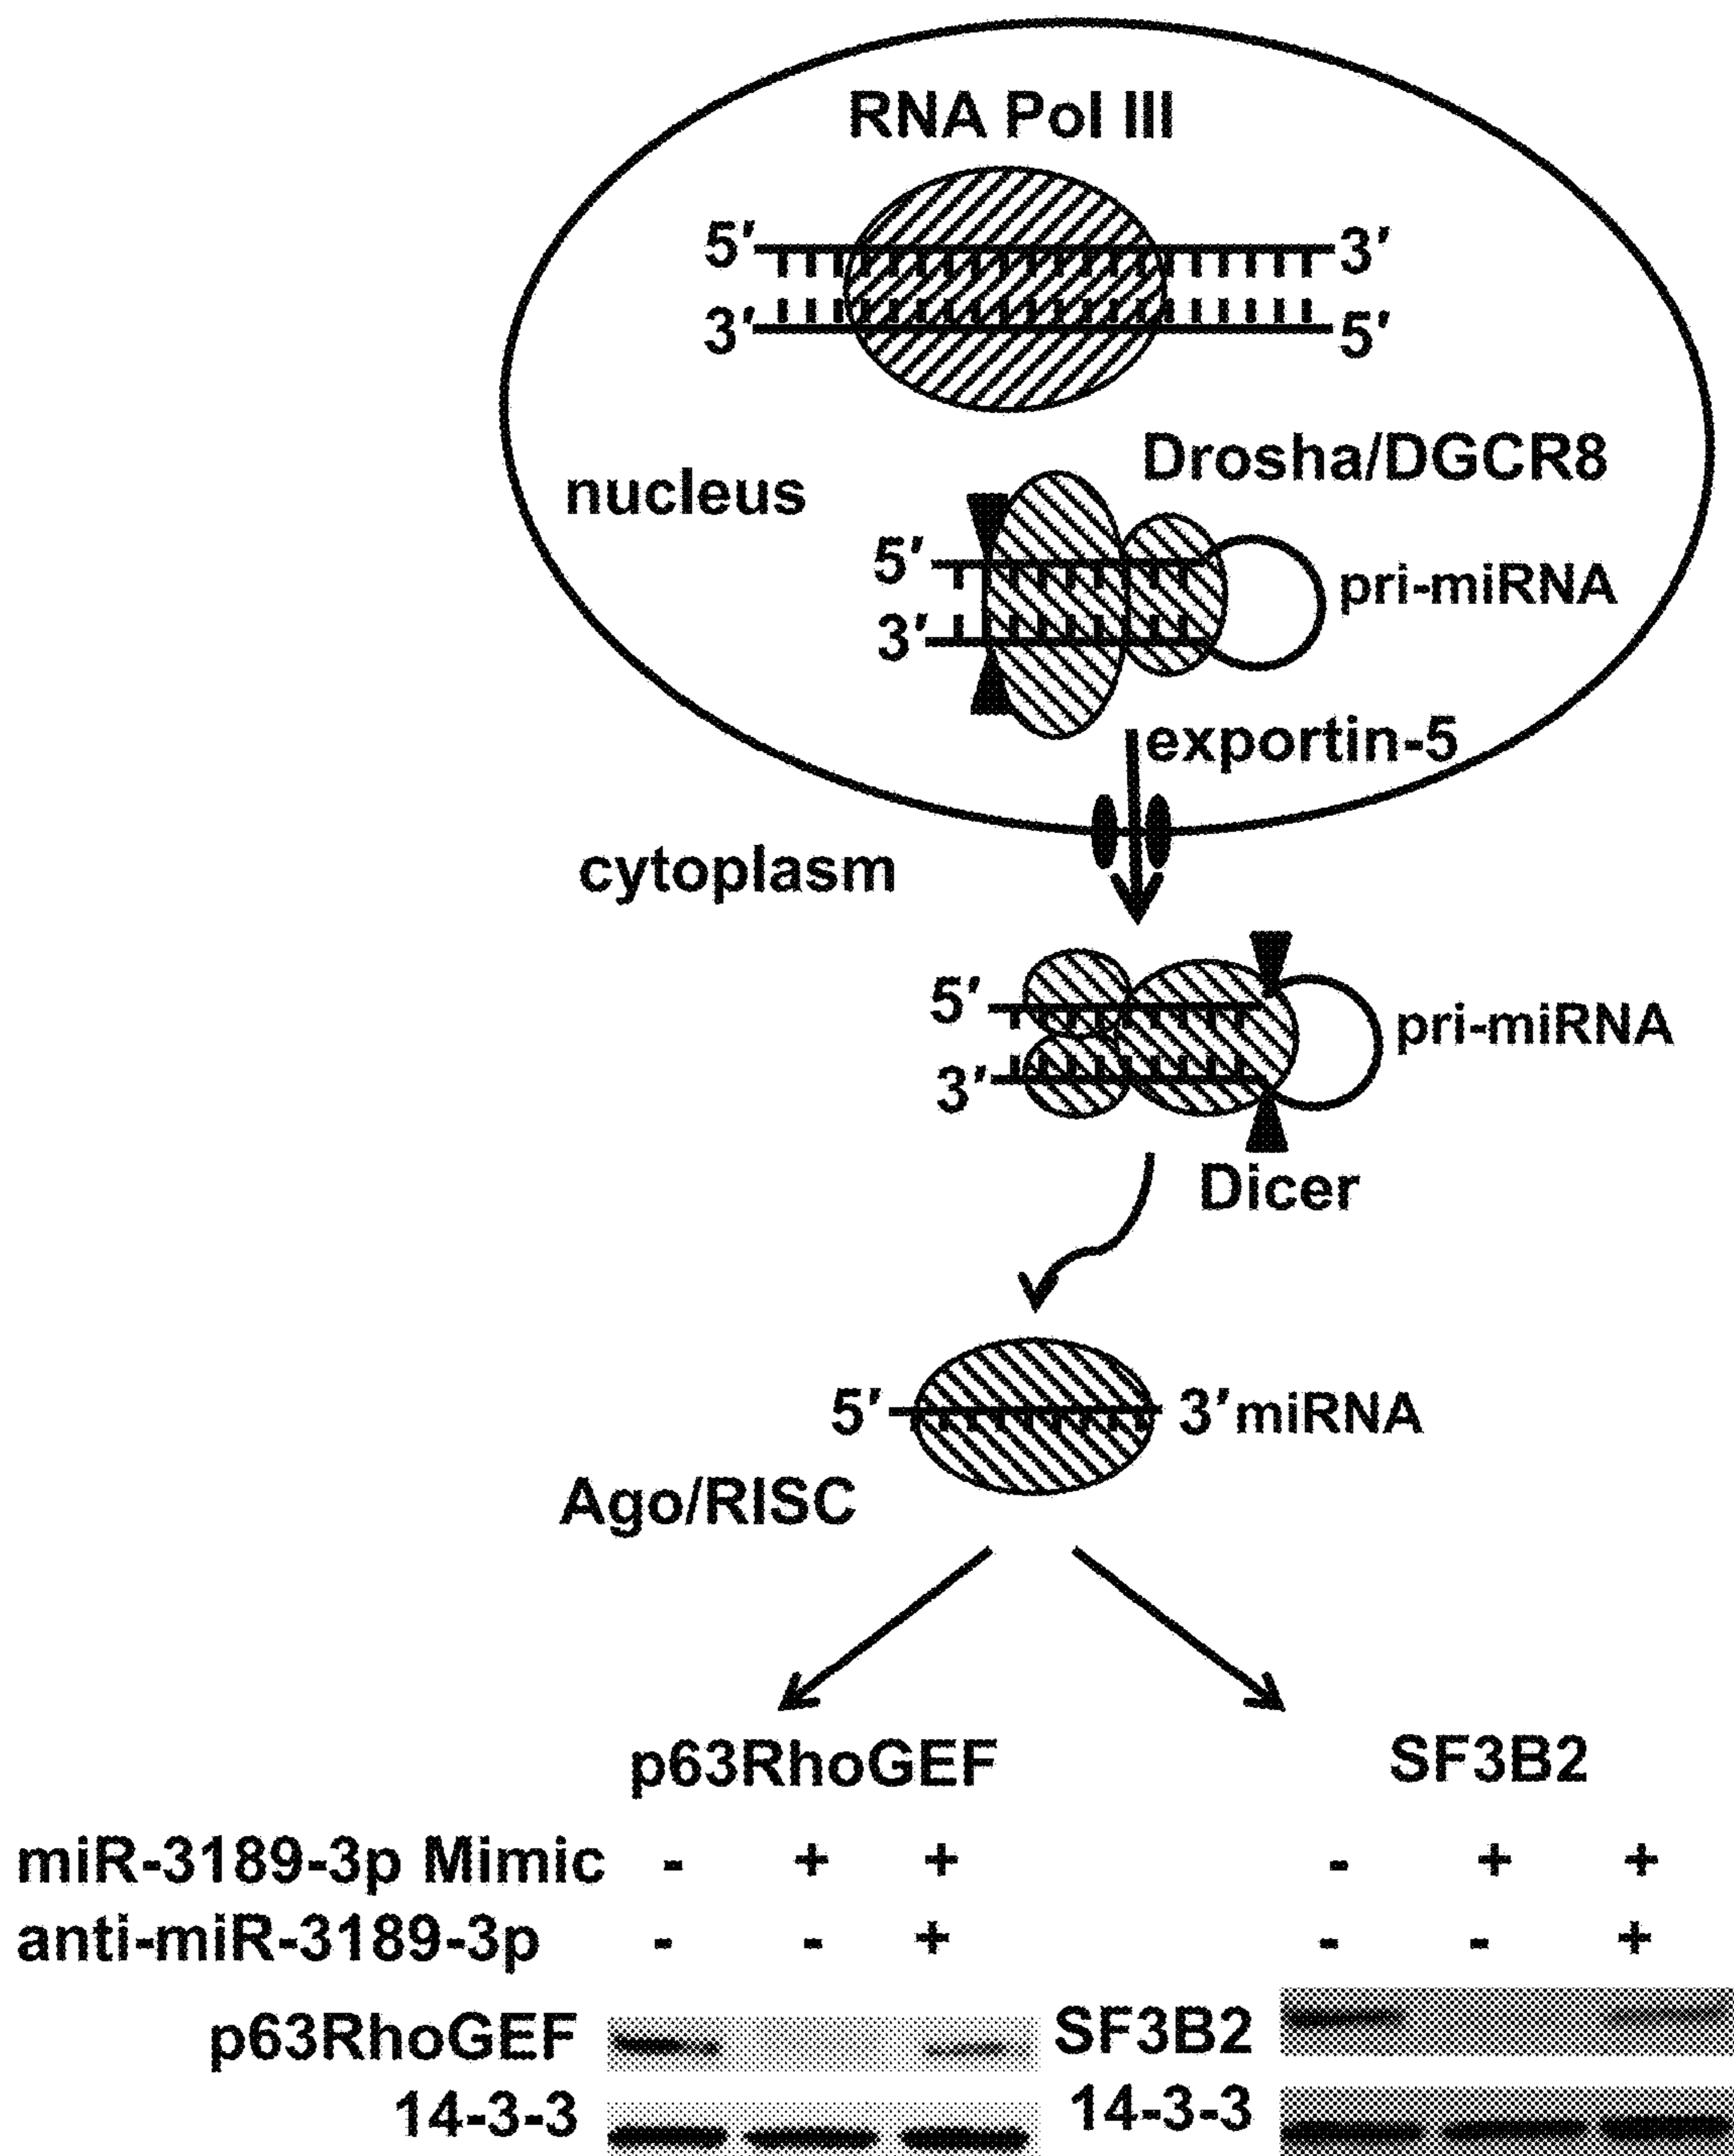 RNA Pol III
5′ 3′
3′ 5′
Drosha/DGCR8
nucleus
5′ pri-miRNA
3′
exportin-5
cytoplasm
5′ pri-miRNA
3′
Dicer
5′ 3′miRNA
Ago/RISC
p63RhoGEF SF3B2
miR-3189-3p Mimic - + + - + +
anti-miR-3189-3p - - + - - +
p63RhoGEF SF3B2
14-3-3 14-3-3